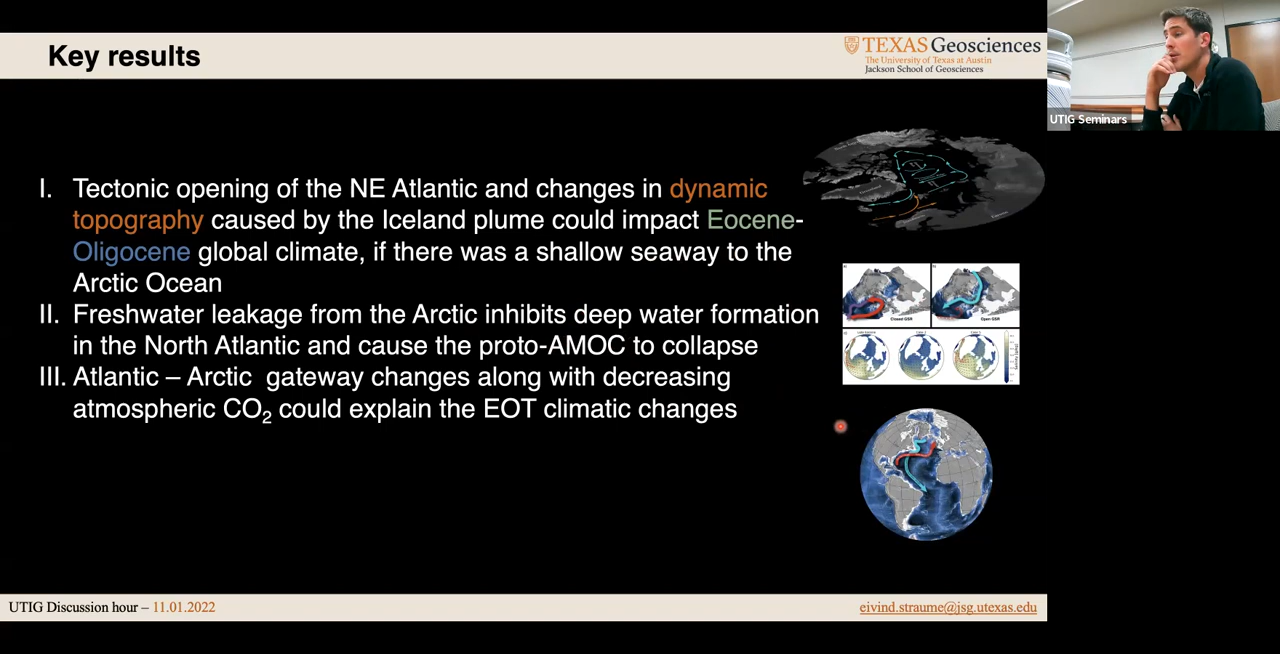 Key results
TEXAS Geosciences
The University of Texas at Austin
Jackson School of Geosciences
UTIG Seminars
I. Tectonic opening of the NE Atlantic and changes in dynamic
topography caused by the Iceland plume could impact Eocene-
Oligocene global climate, if there was a shallow seaway to the
Arctic Ocean
II. Freshwater leakage from the Arctic inhibits deep water formation
in the North Atlantic and cause the proto-AMOC to collapse
III. Atlantic – Arctic gateway changes along with decreasing
atmospheric CO₂ could explain the EOT climatic changes
Closed GSR
Open GSR
UTIG Discussion hour – 11.01.2022
eivind.straume@jsg.utexas.edu